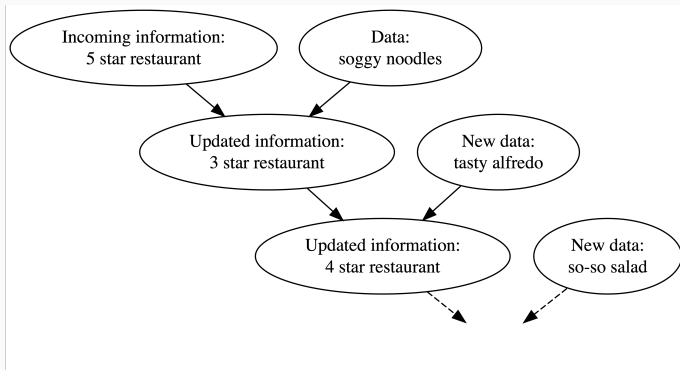 Incoming information:
5 star restaurant
Data:
soggy noodles
Updated information:
3 star restaurant
New data:
tasty alfredo
Updated information:
4 star restaurant
New data:
so-so salad